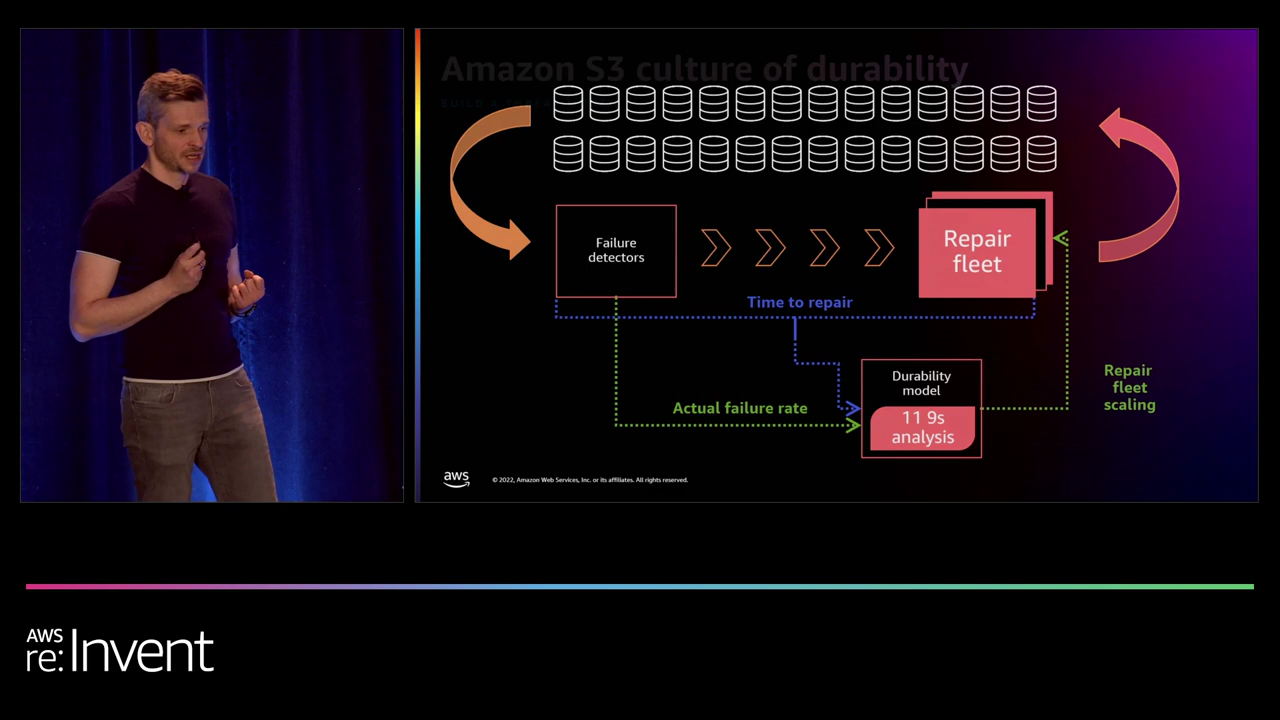 Amazon S3 culture of durability
Failure
detectors
Repair
fleet
Time to repair
Durability
model
11 9s
analysis
Actual failure rate
Repair
fleet
scaling
aws
© 2022, Amazon Web Services, Inc. or its affiliates. All rights reserved.
AWS
re:Invent